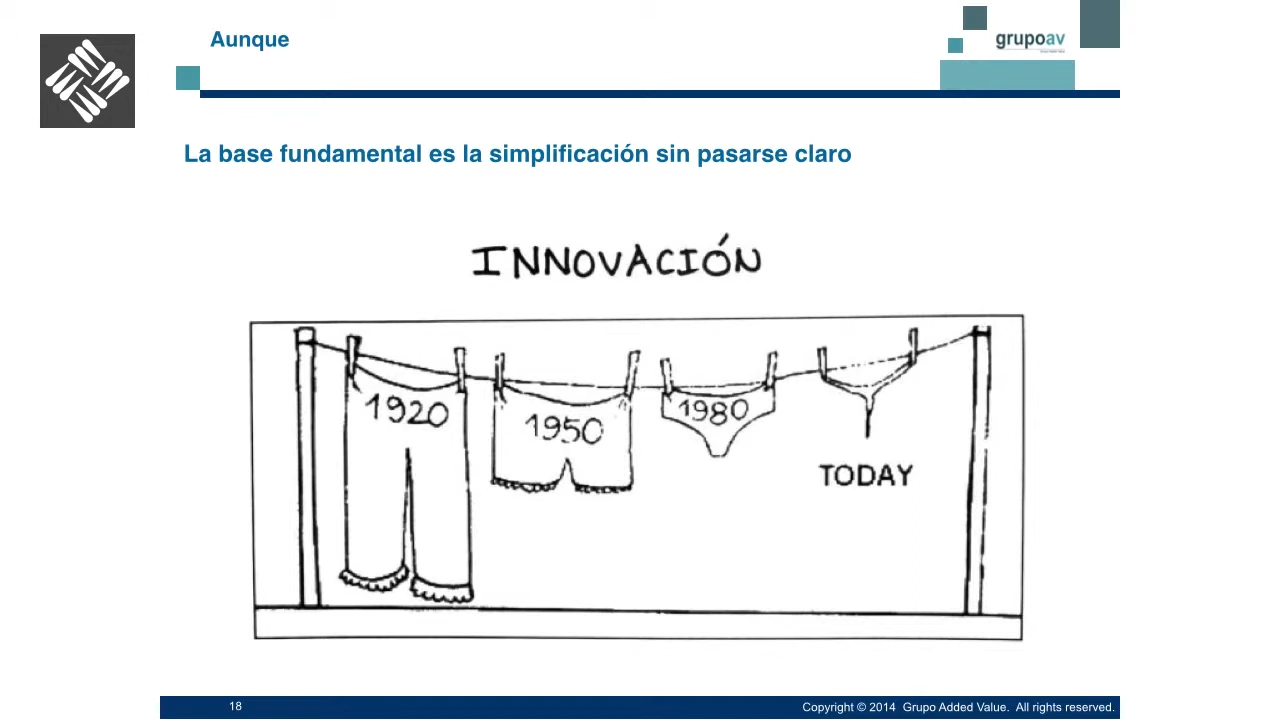 Aunque
grupoav
La base fundamental es la simplificación sin pasarse claro
INNOVACIÓN
1920
1950
1980
TODAY
18
Copyright © 2014 Grupo Added Value. All rights reserved.